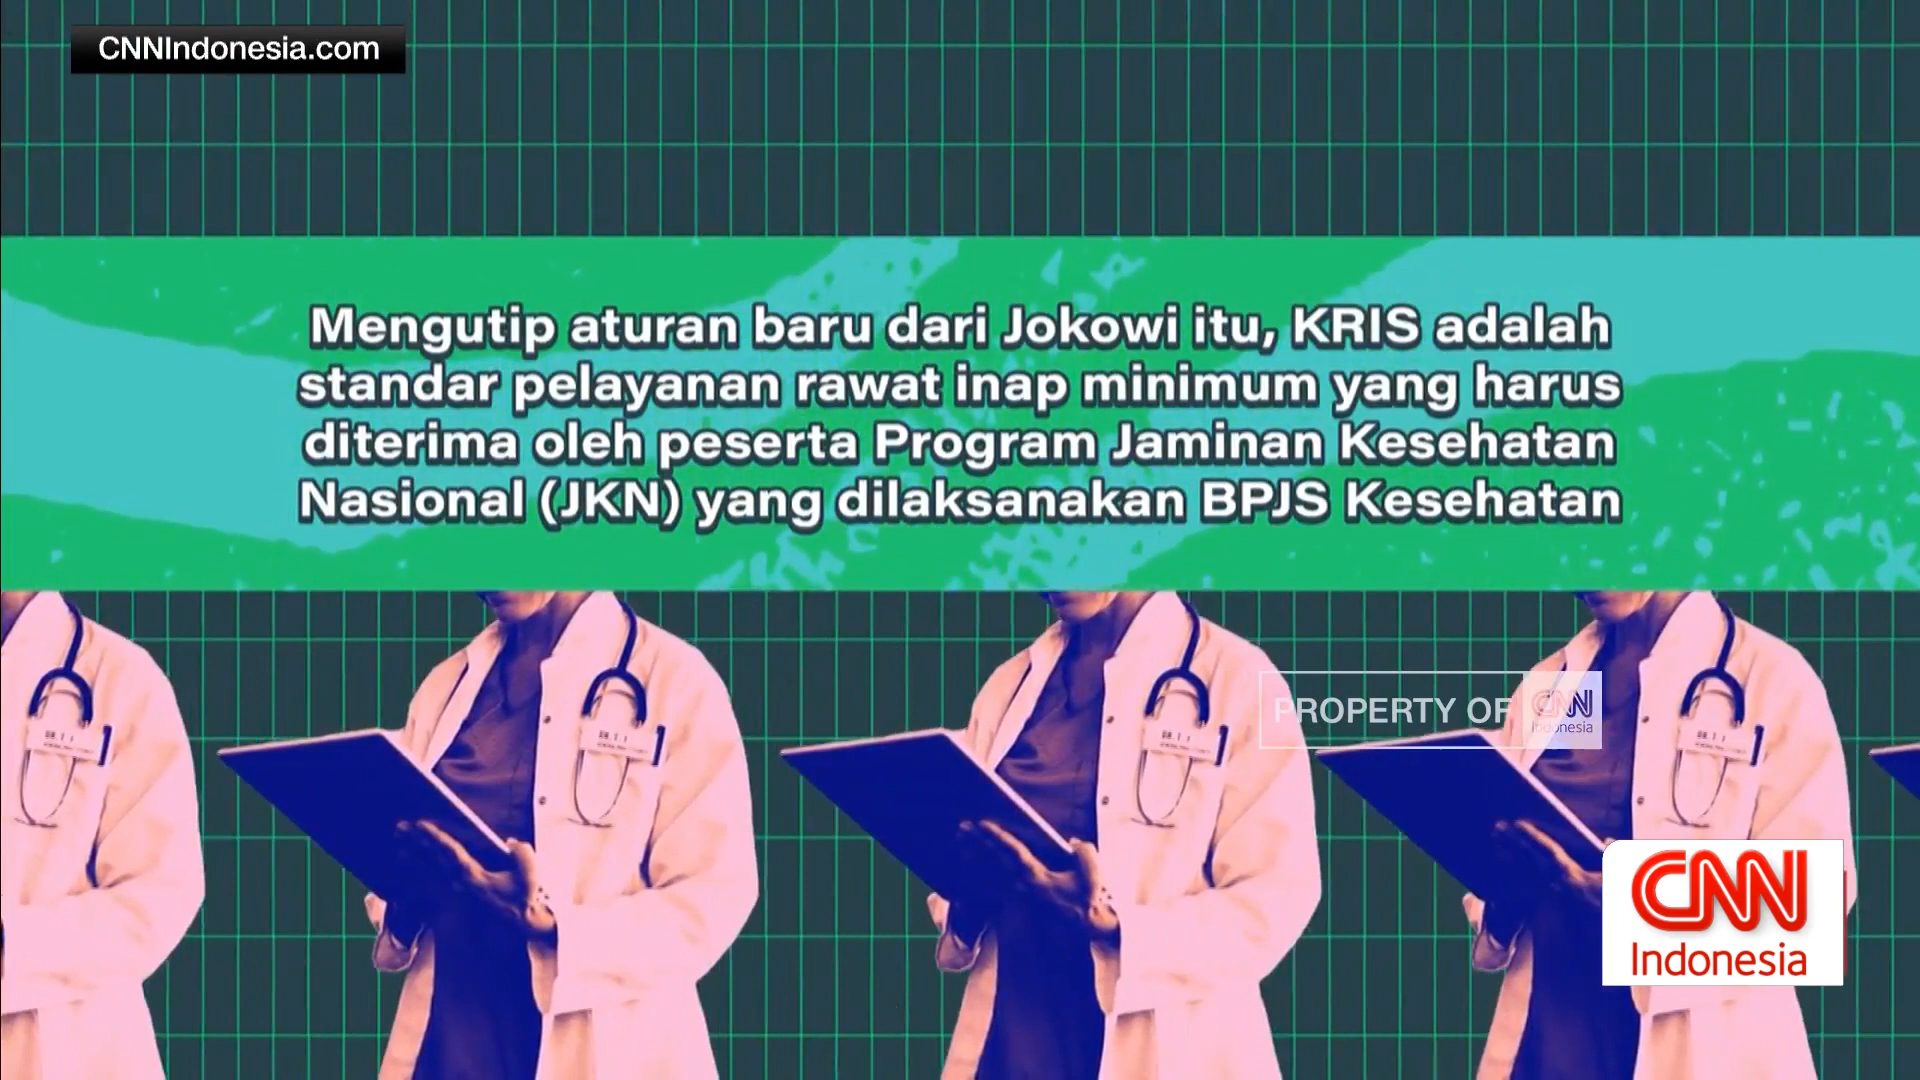 CNNIndonesia.com
Mengutip aturan baru dari Jokowi itu, KRIS adalah
standar pelayanan rawat inap minimum yang harus
diterima oleh peserta Program Jaminan Kesehatan
Nasional (JKN) yang dilaksanakan BPJS Kesehatan
PROPERTY OF CNN
Indonesia
CNN
Indonesia